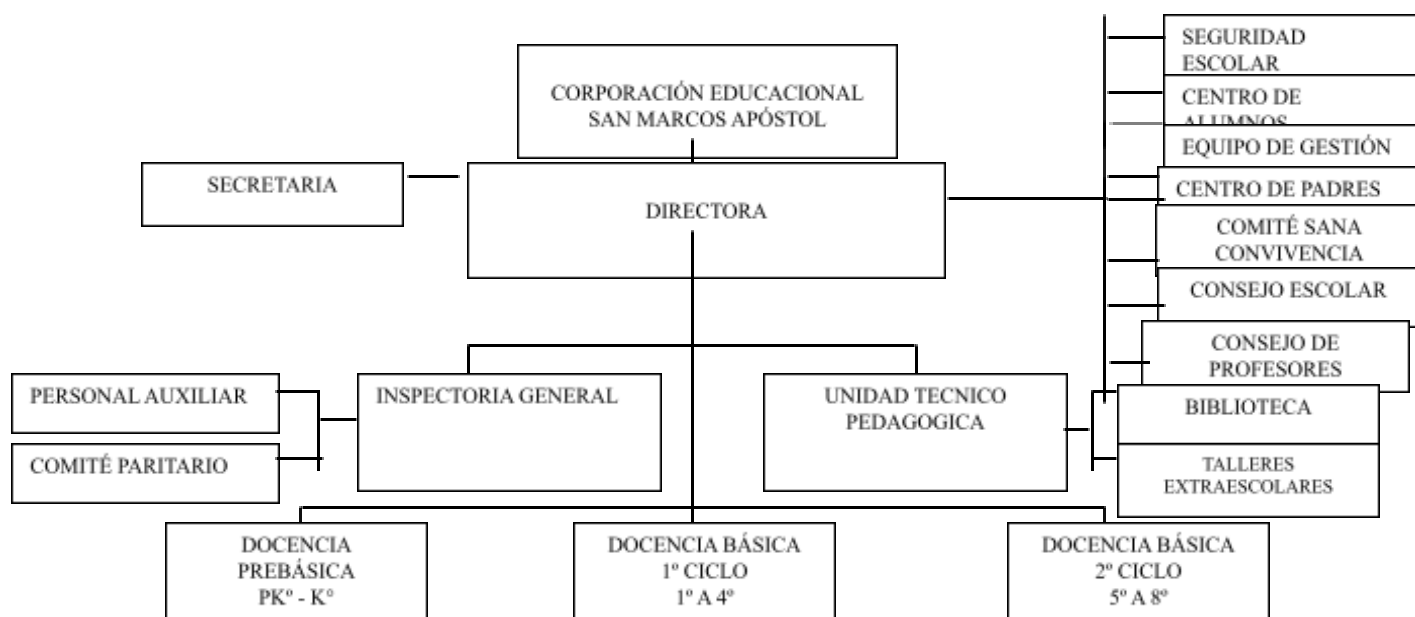 SEGURIDAD
ESCOLAR
CENTRO DE
ALUMNOS
CORPORACIÓN EDUCACIONAL
SAN MARCOS APÓSTOL
EQUIPO DE GESTIÓN
SECRETARIA
CENTRO DE PADRES
DIRECTORA
COMITÉ SANA
CONVIVENCIA
CONSEJO ESCOLAR
CONSEJO DE
PROFESORES
PERSONAL AUXILIAR
INSPECTORIA GENERAL
UNIDAD TECNICO
PEDAGOGICA
BIBLIOTECA
COMITÉ PARITARIO
TALLERES
EXTRAESCOLARES
DOCENCIA
PREBÁSICA
PKº - K°
DOCENCIA BÁSICA
1º CICLO
1º A 4º
DOCENCIA BÁSICA
2º CICLO
5º A 8º